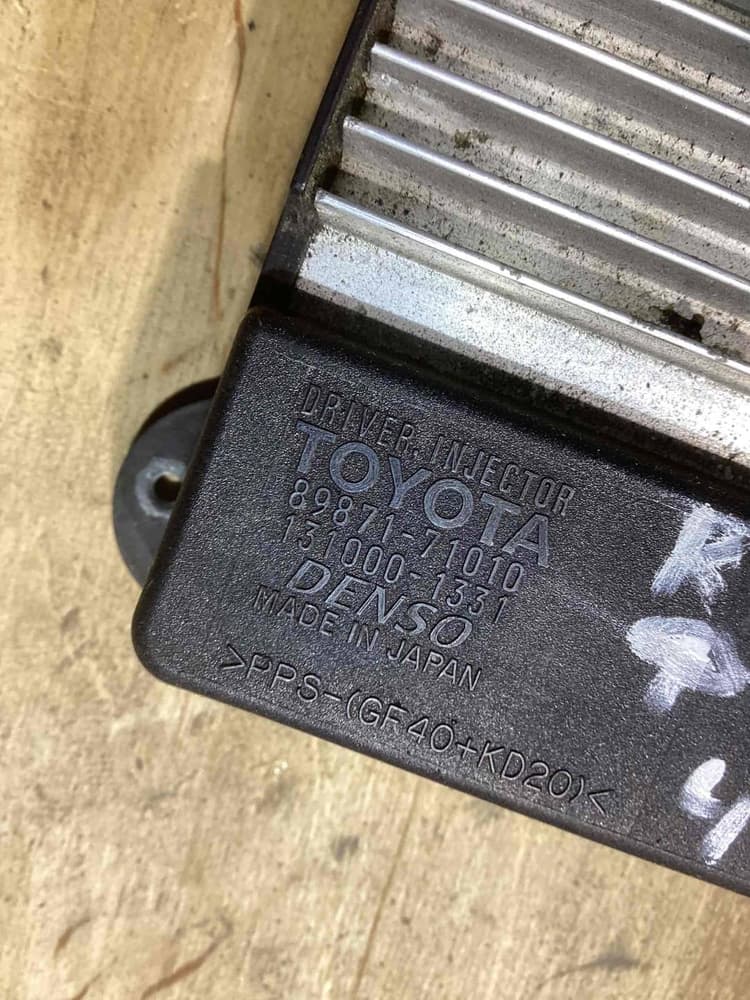 DRIVER, INJECTOR
TOYOTA
89871-71010
131000-1331
DENSO
MADE IN JAPAN
>PPS-(GF40+KD20)<